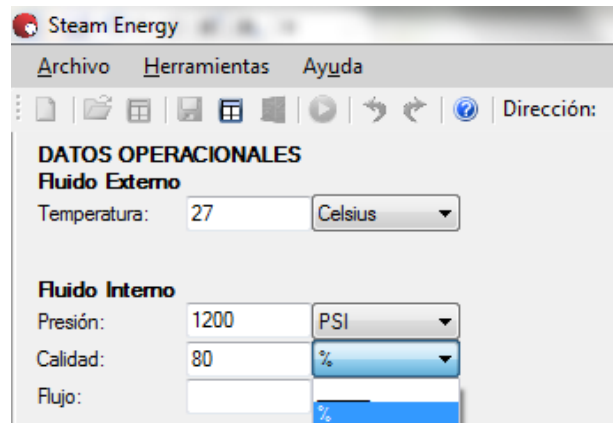 Steam Energy
Archivo Herramientas Ayuda
Dirección:
DATOS OPERACIONALES
Fluido Externo
Temperatura: 27 Celsius
Fluido Interno
Presión: 1200 PSI
Calidad: 80 %
Flujo:
%